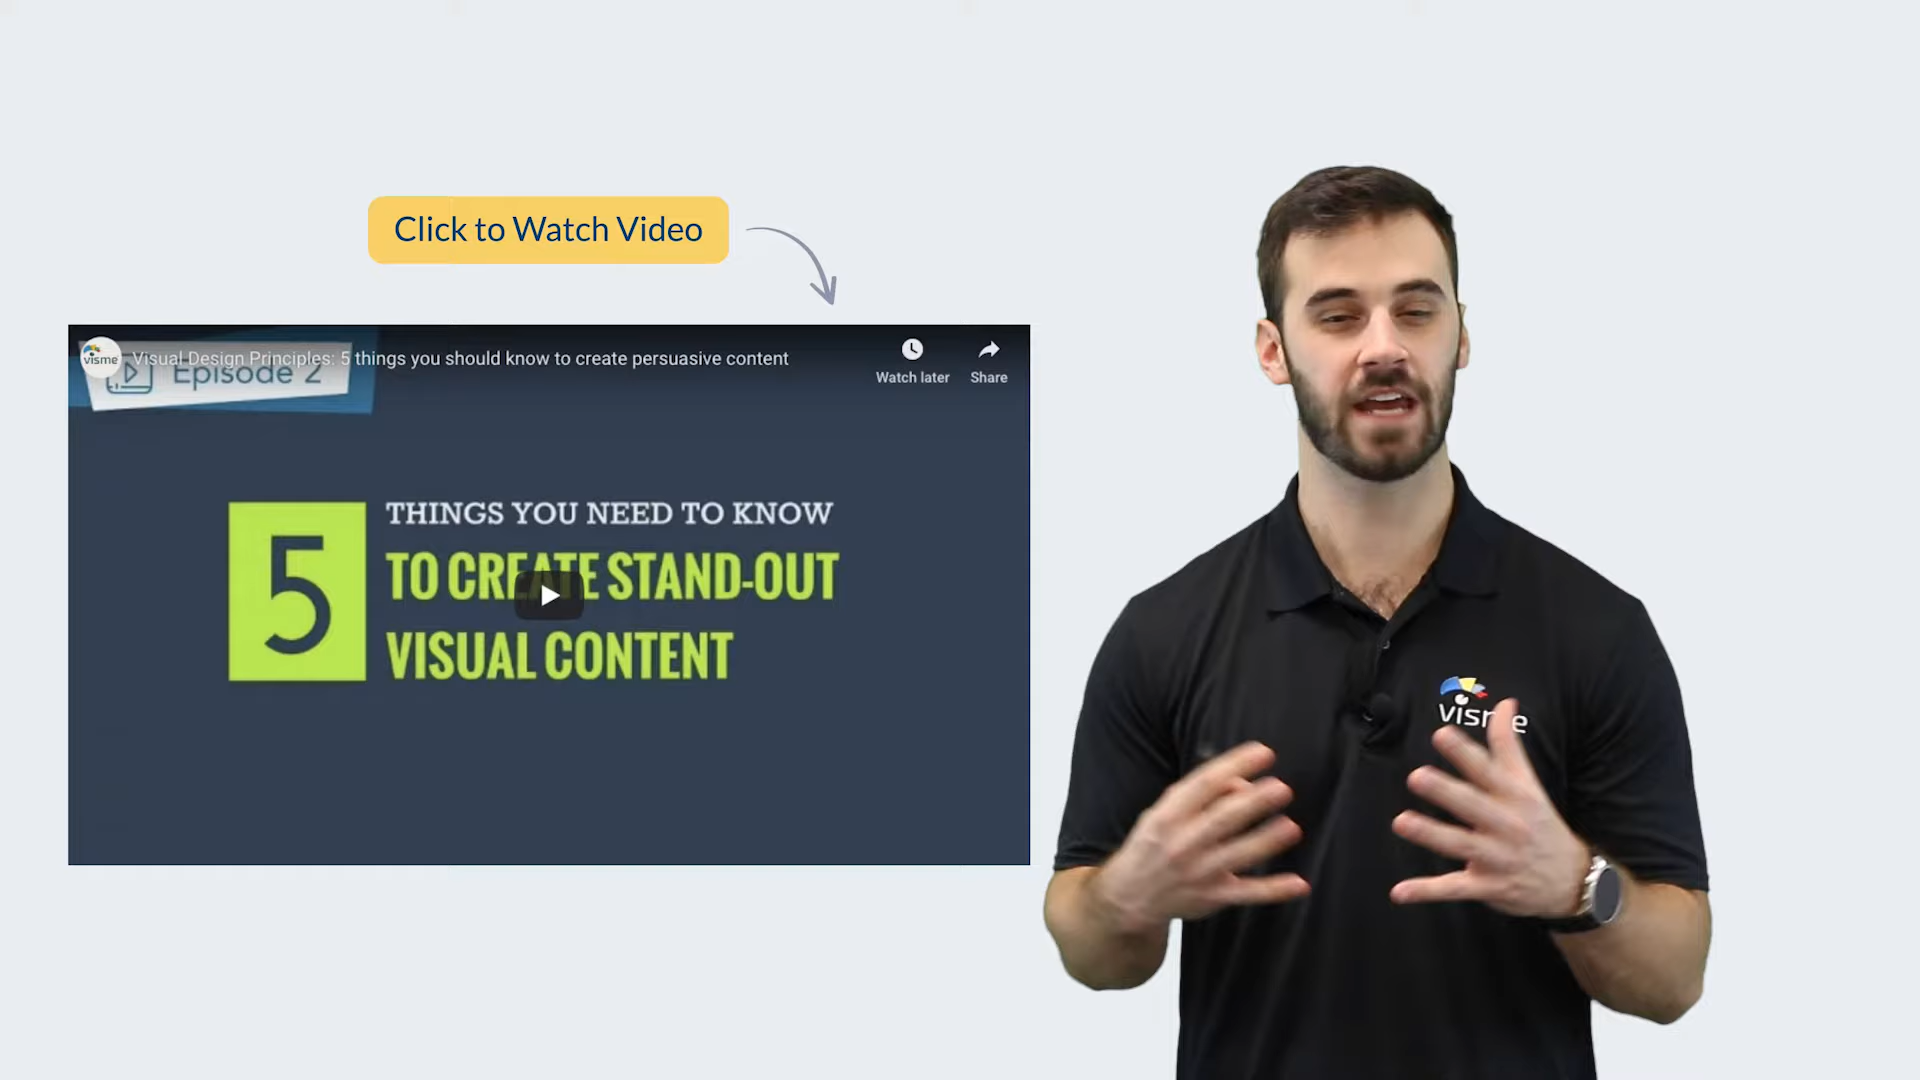 Click to Watch Video
visme
Visual Design Principles: 5 things you should know to create persuasive content
Watch later
Share
Episode 2
5
THINGS YOU NEED TO KNOW
TO CREATE STAND-OUT
VISUAL CONTENT
visme